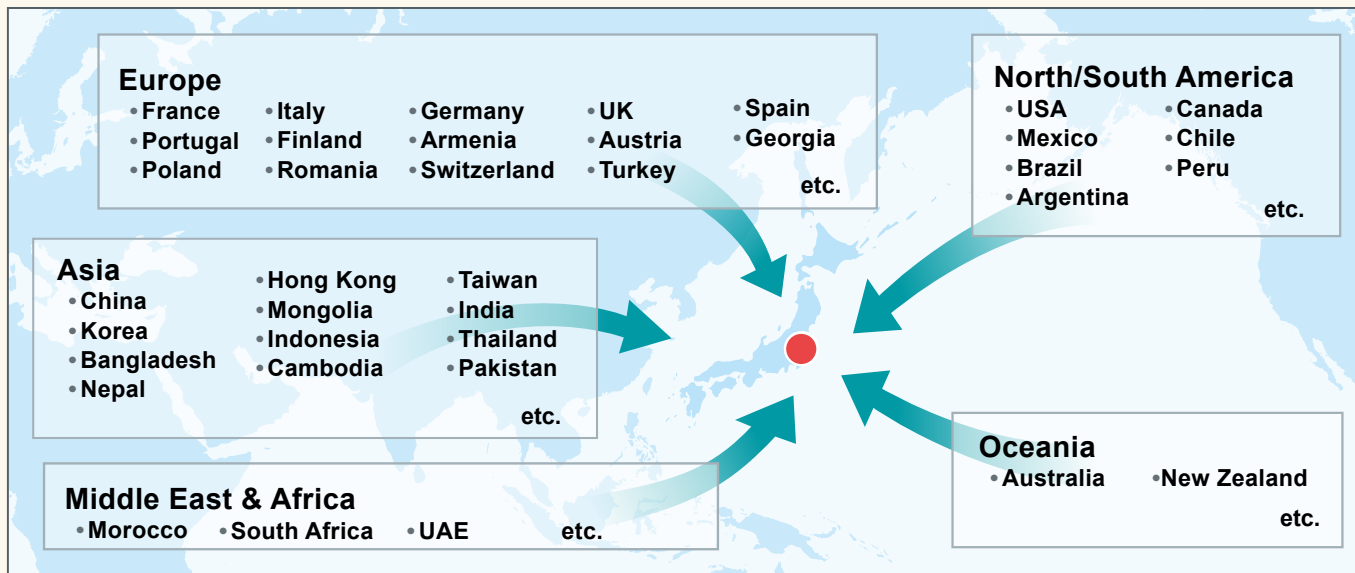 Europe
•France •Italy •Germany •UK •Spain
•Portugal •Finland •Armenia •Austria •Georgia
•Poland •Romania •Switzerland •Turkey
etc.
North/South America
•USA •Canada
•Mexico •Chile
•Brazil •Peru
•Argentina
etc.
Asia
•China •Hong Kong •Taiwan
•Korea •Mongolia •India
•Bangladesh •Indonesia •Thailand
•Nepal •Cambodia •Pakistan
etc.
Middle East & Africa
•Morocco •South Africa •UAE etc.
Oceania
•Australia •New Zealand
etc.